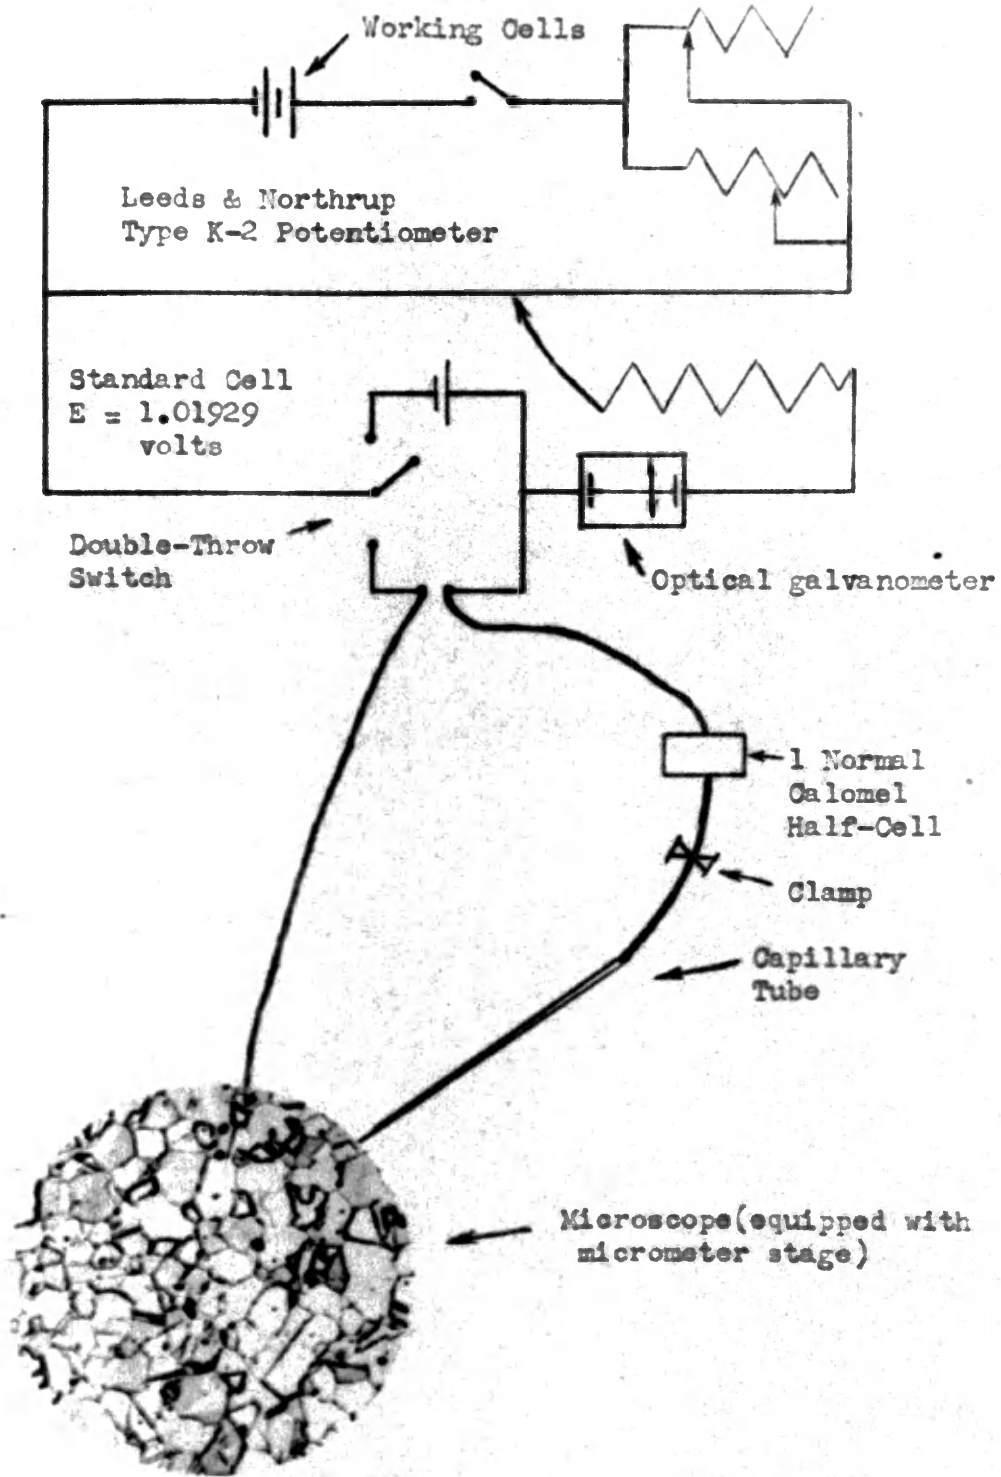 Working Cells
Leeds & Northrup
Type K-2 Potentiometer
Standard Cell
E = 1.01929
volts
Double-Throw
Switch
Optical galvanometer
1 Normal
Calomel
Half-Cell
Clamp
Capillary
Tube
Microscope(equipped with
micrometer stage)